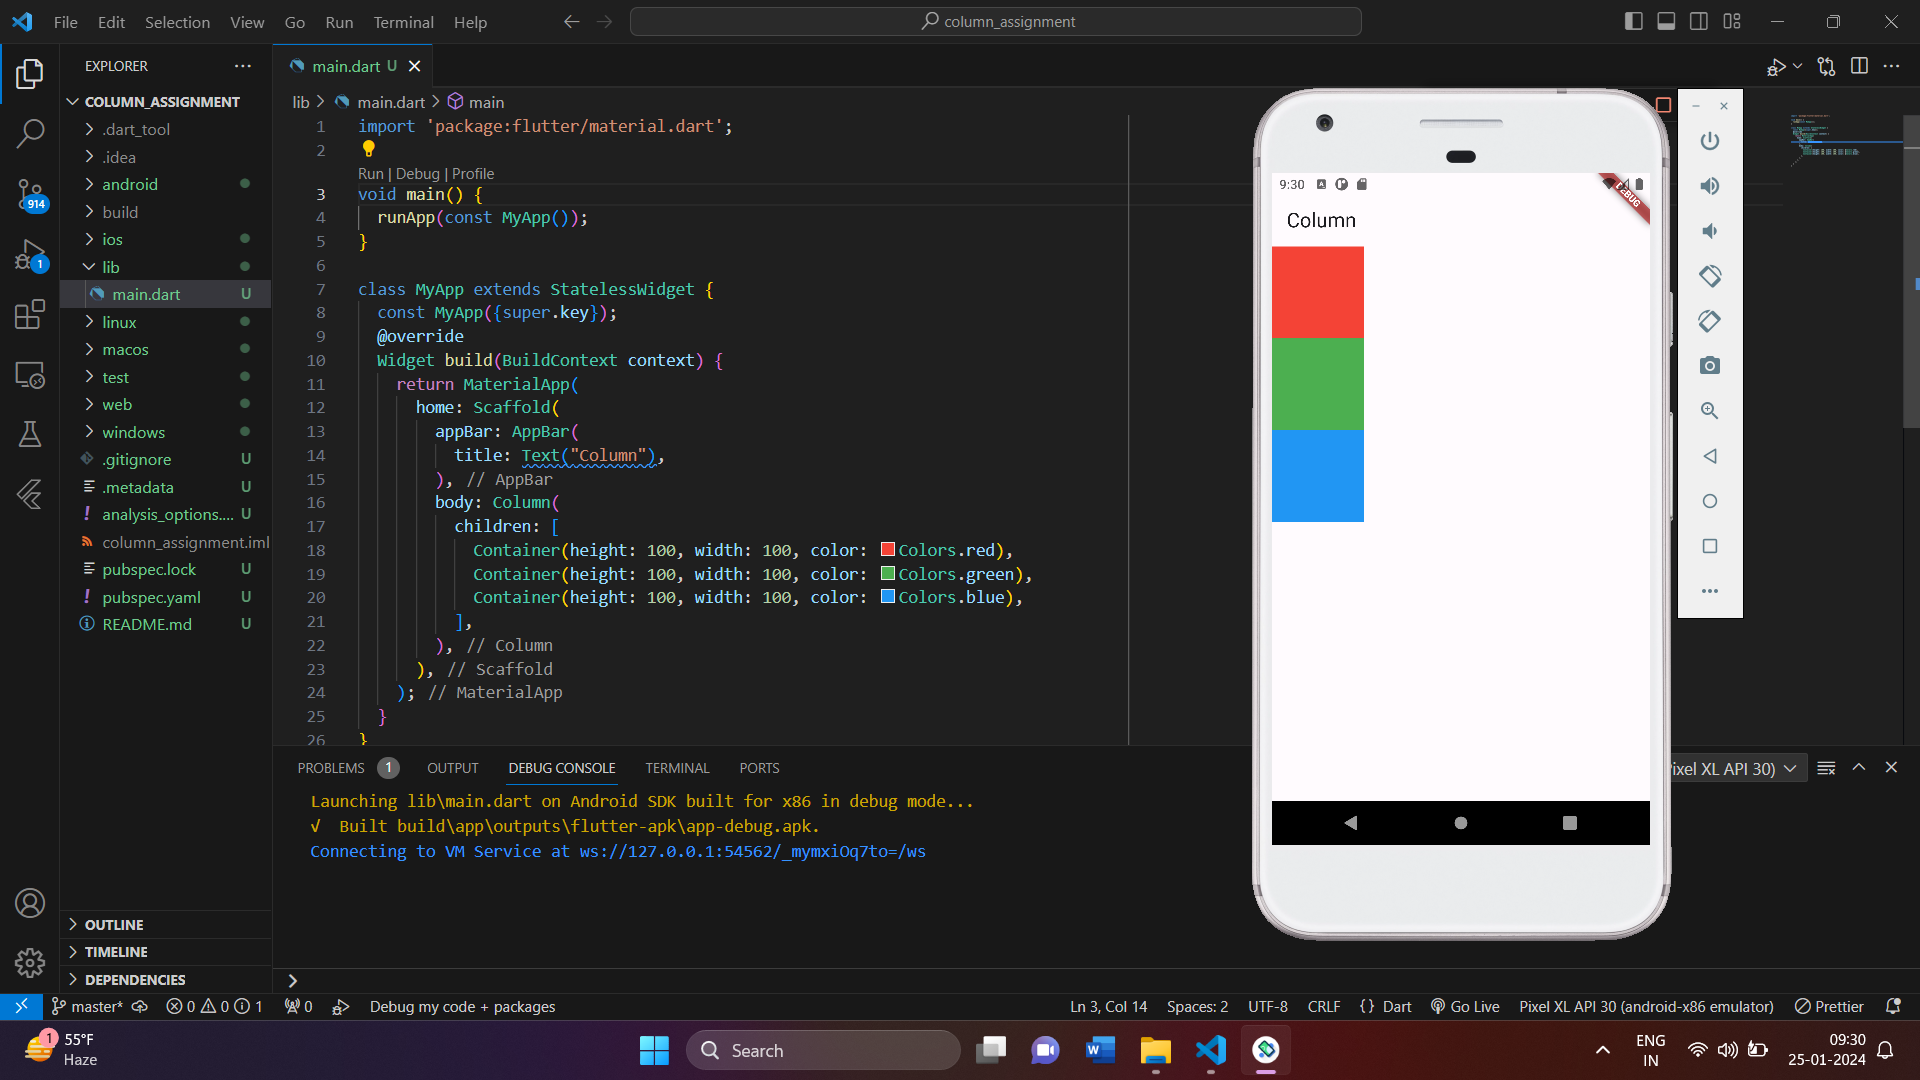 File Edit Selection View Go Run Terminal Help
column_assignment
EXPLORER
COLUMN_ASSIGNMENT
.dart_tool
.idea
android
build
ios
lib
main.dart U
linux
macos
test
web
windows
.gitignore U
.metadata U
analysis_options.... U
column_assignment.iml
pubspec.lock U
pubspec.yaml U
README.md U
OUTLINE
TIMELINE
DEPENDENCIES
914
1
main.dart U
lib > main.dart > main
1 import 'package:flutter/material.dart';
2
Run | Debug | Profile
3 void main() {
4 runApp(const MyApp());
5 }
6
7 class MyApp extends StatelessWidget {
8 const MyApp({super.key});
9 @override
10 Widget build(BuildContext context) {
11 return MaterialApp(
12 home: Scaffold(
13 appBar: AppBar(
14 title: Text("Column"),
15 ), // AppBar
16 body: Column(
17 children: [
18 Container(height: 100, width: 100, color: Colors.red),
19 Container(height: 100, width: 100, color: Colors.green),
20 Container(height: 100, width: 100, color: Colors.blue),
21 ],
22 ), // Column
23 ), // Scaffold
24 ); // MaterialApp
25 }
26 }
9:30
DEBUG
Column
PROBLEMS 1 OUTPUT DEBUG CONSOLE TERMINAL PORTS
ixel XL API 30)
Launching lib\main.dart on Android SDK built for x86 in debug mode...
√ Built build\app\outputs\flutter-apk\app-debug.apk.
Connecting to VM Service at ws://127.0.0.1:54562/_mymxiOq7to=/ws
master* 0 0 1 0 Debug my code + packages
Ln 3, Col 14 Spaces: 2 UTF-8 CRLF {} Dart Go Live Pixel XL API 30 (android-x86 emulator) Prettier
1
55°F
Haze
Search
ENG
IN
09:30
25-01-2024